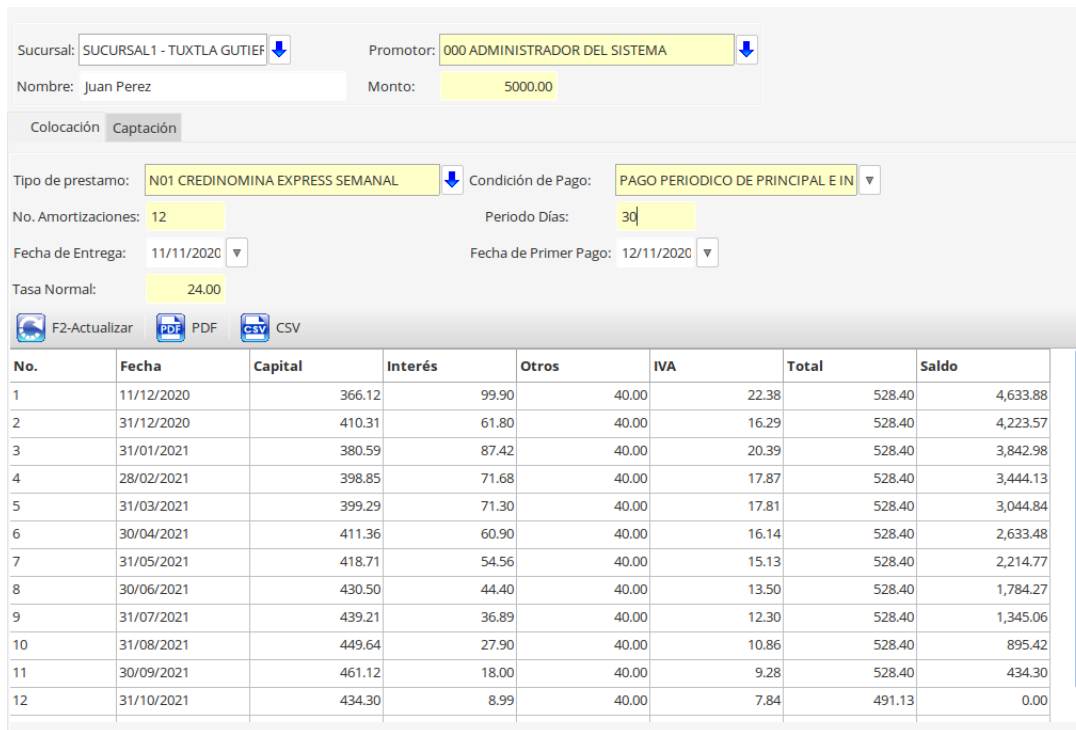 Sucursal: SUCURSAL1 - TUXTLA GUTIER Promotor: 000 ADMINISTRADOR DEL SISTEMA
Nombre: Juan Perez Monto: 5000.00
Colocación Captación
Tipo de prestamo: N01 CREDINOMINA EXPRESS SEMANAL Condición de Pago: PAGO PERIODICO DE PRINCIPAL E IN
No. Amortizaciones: 12 Periodo Días: 30
Fecha de Entrega: 11/11/2020 Fecha de Primer Pago: 12/11/2020
Tasa Normal: 24.00
F2-Actualizar PDF PDF CSV CSV
No. Fecha Capital Interés Otros IVA Total Saldo
1 11/12/2020 366.12 99.90 40.00 22.38 528.40 4,633.88
2 31/12/2020 410.31 61.80 40.00 16.29 528.40 4,223.57
3 31/01/2021 380.59 87.42 40.00 20.39 528.40 3,842.98
4 28/02/2021 398.85 71.68 40.00 17.87 528.40 3,444.13
5 31/03/2021 399.29 71.30 40.00 17.81 528.40 3,044.84
6 30/04/2021 411.36 60.90 40.00 16.14 528.40 2,633.48
7 31/05/2021 418.71 54.56 40.00 15.13 528.40 2,214.77
8 30/06/2021 430.50 44.40 40.00 13.50 528.40 1,784.27
9 31/07/2021 439.21 36.89 40.00 12.30 528.40 1,345.06
10 31/08/2021 449.64 27.90 40.00 10.86 528.40 895.42
11 30/09/2021 461.12 18.00 40.00 9.28 528.40 434.30
12 31/10/2021 434.30 8.99 40.00 7.84 491.13 0.00